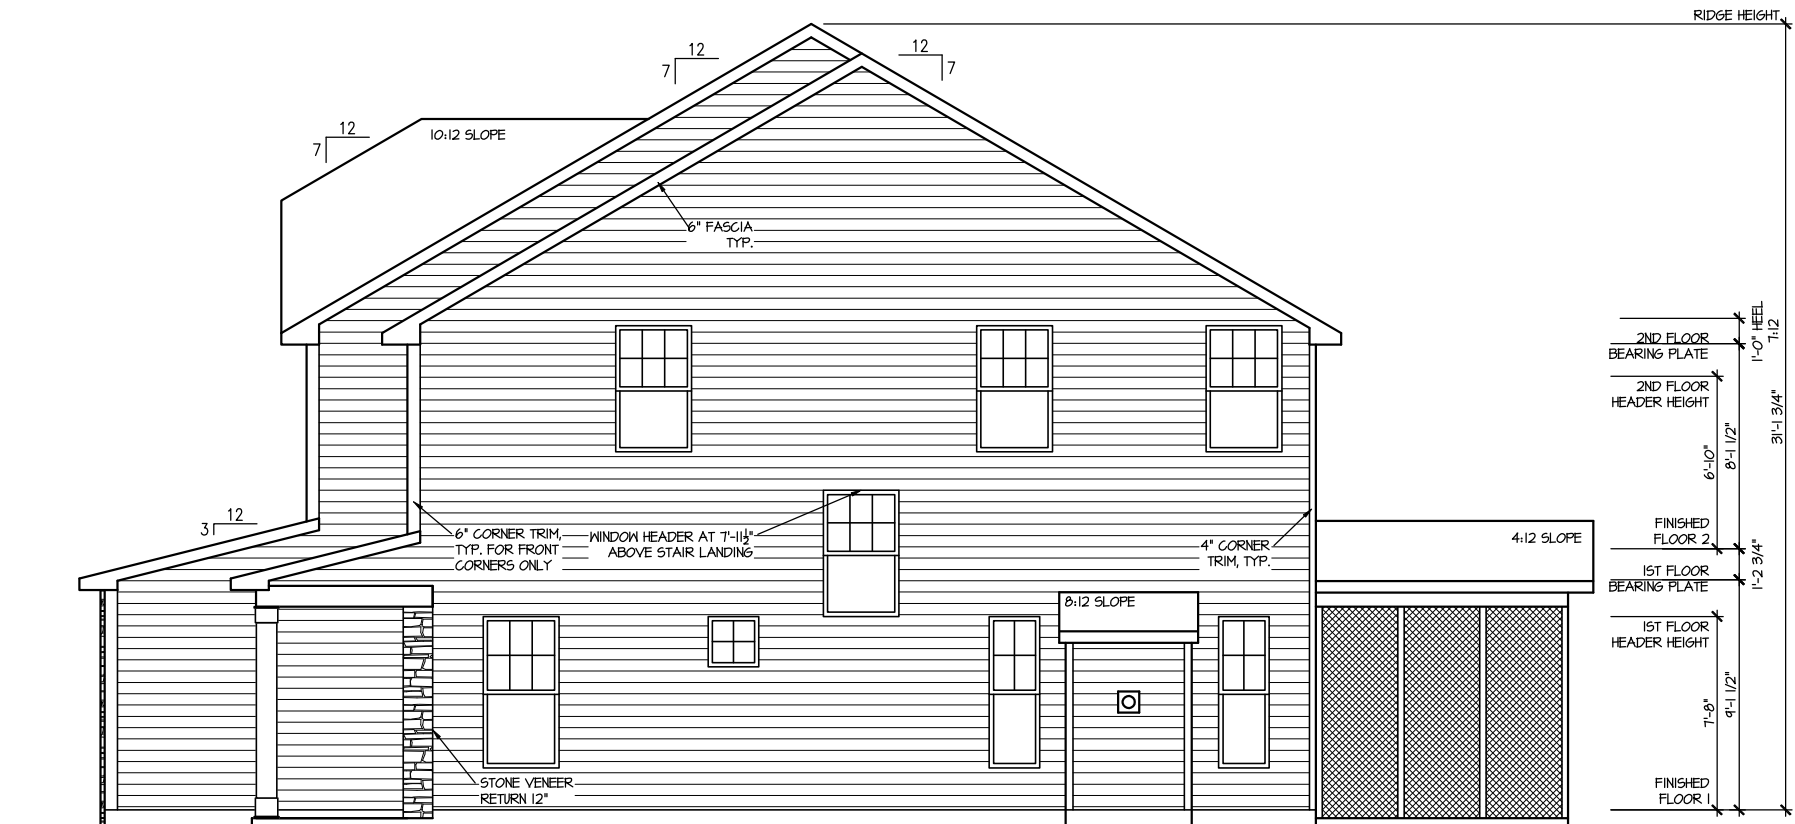 RIDGE HEIGHT
12
7
12
7
12
7
10:12 SLOPE
6" FASCIA
TYP.
1'-0" HEEL
7:12
2ND FLOOR
BEARING PLATE
2ND FLOOR
HEADER HEIGHT
31'-1 3/4"
6'-10"
8'-1 1/2"
12
3
6" CORNER TRIM,
TYP. FOR FRONT
CORNERS ONLY
WINDOW HEADER AT 7'-11½"
ABOVE STAIR LANDING
4" CORNER
TRIM, TYP.
4:12 SLOPE
FINISHED
FLOOR 2
1'-2 3/4"
1ST FLOOR
BEARING PLATE
8:12 SLOPE
1ST FLOOR
HEADER HEIGHT
7'-8"
9'-1 1/2"
STONE VENEER
RETURN 12"
FINISHED
FLOOR 1